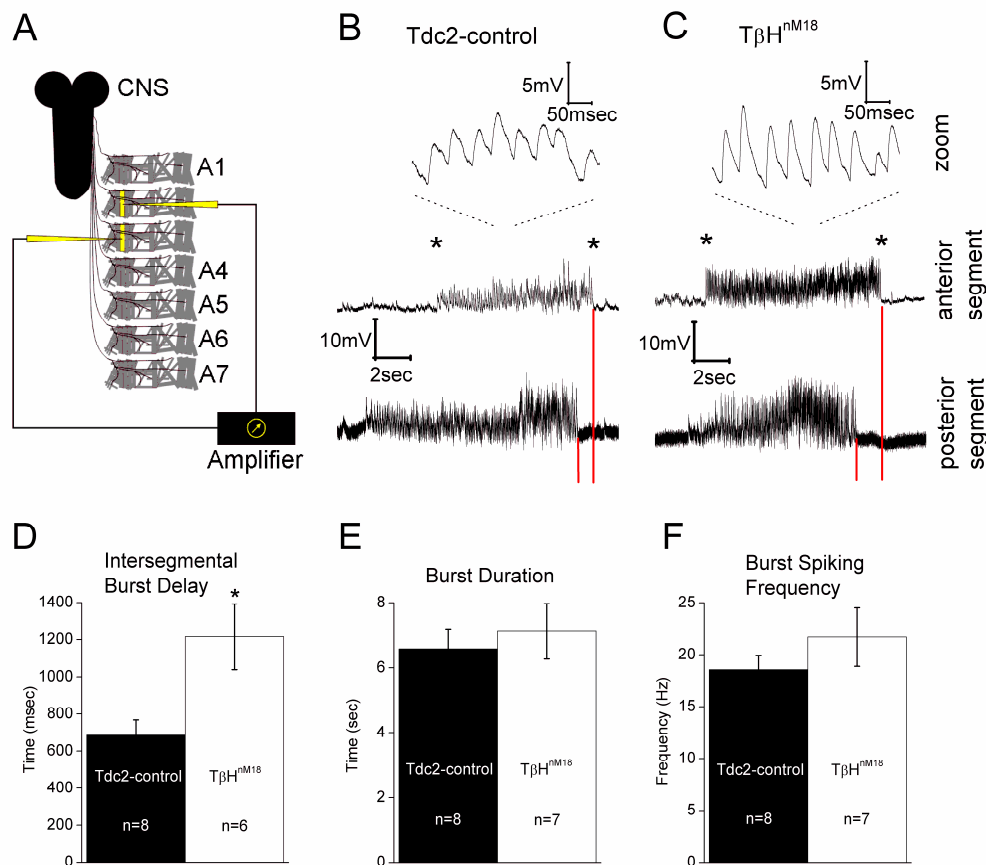 A
CNS
A1
A4
A5
A6
A7
Amplifier
B
Tdc2-control
5mV
50msec
*
*
10mV
2sec
C
TβH^nM18
5mV
50msec
*
*
10mV
2sec
zoom
anterior
segment
posterior
segment
D
Intersegmental
Burst Delay
*
Time (msec)
1400
1200
1000
800
600
400
200
0
Tdc2-control
n=8
TβH^nM18
n=6
E
Burst Duration
Time (sec)
8
6
4
2
0
Tdc2-control
n=8
TβH^nM18
n=7
F
Burst Spiking
Frequency
Frequency (Hz)
25
20
15
10
5
0
Tdc2-control
n=8
TβH^nM18
n=7